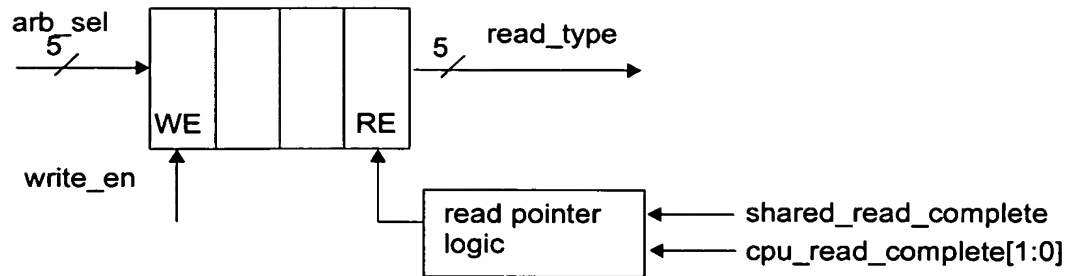 arb_sel
5
5
read_type
WE
RE
write_en
read pointer
logic
shared_read_complete
cpu_read_complete[1:0]